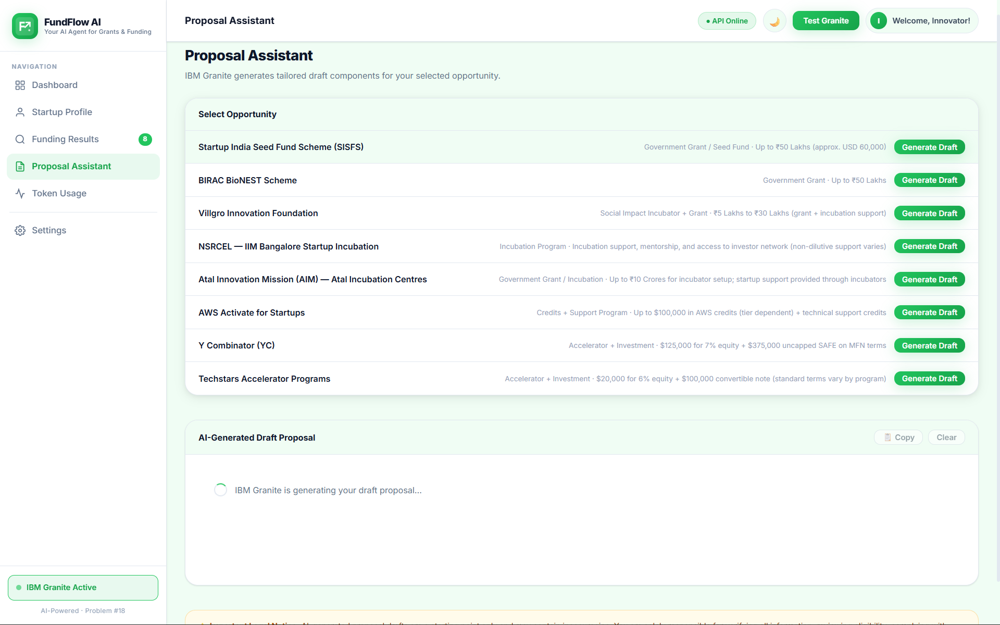 FundFlow AI
Your AI Agent for Grants & Funding
NAVIGATION
Dashboard
Startup Profile
Funding Results 8
Proposal Assistant
Token Usage
Settings
IBM Granite Active
AI-Powered · Problem #18
Proposal Assistant
● API Online
Test Granite
I Welcome, Innovator!
Proposal Assistant
IBM Granite generates tailored draft components for your selected opportunity.
Select Opportunity
Startup India Seed Fund Scheme (SISFS) Government Grant / Seed Fund · Up to ₹50 Lakhs (approx. USD 60,000) Generate Draft
BIRAC BioNEST Scheme Government Grant · Up to ₹50 Lakhs Generate Draft
Villgro Innovation Foundation Social Impact Incubator + Grant · ₹5 Lakhs to ₹30 Lakhs (grant + incubation support) Generate Draft
NSRCEL — IIM Bangalore Startup Incubation Incubation Program · Incubation support, mentorship, and access to investor network (non-dilutive support varies) Generate Draft
Atal Innovation Mission (AIM) — Atal Incubation Centres Government Grant / Incubation · Up to ₹10 Crores for incubator setup; startup support provided through incubators Generate Draft
AWS Activate for Startups Credits + Support Program · Up to $100,000 in AWS credits (tier dependent) + technical support credits Generate Draft
Y Combinator (YC) Accelerator + Investment · $125,000 for 7% equity + $375,000 uncapped SAFE on MFN terms Generate Draft
Techstars Accelerator Programs Accelerator + Investment · $20,000 for 6% equity + $100,000 convertible note (standard terms vary by program) Generate Draft
AI-Generated Draft Proposal
Copy
Clear
IBM Granite is generating your draft proposal...